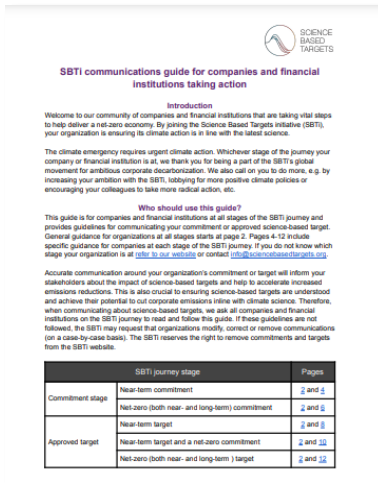 SCIENCE
BASED
TARGETS
SBTi communications guide for companies and financial
institutions taking action
Introduction
Welcome to our community of companies and financial institutions that are taking vital steps
to help deliver a net-zero economy. By joining the Science Based Targets initiative (SBTi),
your organization is ensuring its climate action is in line with the latest science.
The climate emergency requires urgent climate action. Whichever stage of the journey your
company or financial institution is at, we thank you for being a part of the SBTi's global
movement for ambitious corporate decarbonization. We also call on you to do more, e.g. by
increasing your ambition with the SBTi, lobbying for more positive climate policies or
encouraging your colleagues to take more radical action, etc.
Who should use this guide?
This guide is for companies and financial institutions at all stages of the SBTi journey and
provides guidelines for communicating your commitment or approved science-based target.
General guidance for organizations at all stages starts at page 2. Pages 4-12 include
specific guidance for companies at each stage of the SBTi journey. If you do not know which
stage your organization is at refer to our website or contact info@sciencebasedtargets.org.
Accurate communication around your organization's commitment or target will inform your
stakeholders about the impact of science-based targets and help to accelerate increased
emissions reductions. This is also crucial to ensuring science-based targets are understood
and achieve their potential to cut corporate emissions inline with climate science. Therefore,
when communicating about science-based targets, we ask all companies and financial
institutions on the SBTi journey to read and follow this guide. If these guidelines are not
followed, the SBTi may request that organizations modify, correct or remove communications
(on a case-by-case basis). The SBTi reserves the right to remove commitments and targets
from the SBTi website.
SBTi journey stage Pages
Commitment stage
Near-term commitment 2 and 4
Net-zero (both near- and long-term) commitment 2 and 6
Approved target
Near-term target 2 and 8
Near-term target and a net-zero commitment 2 and 10
Net-zero (both near- and long-term ) target 2 and 12